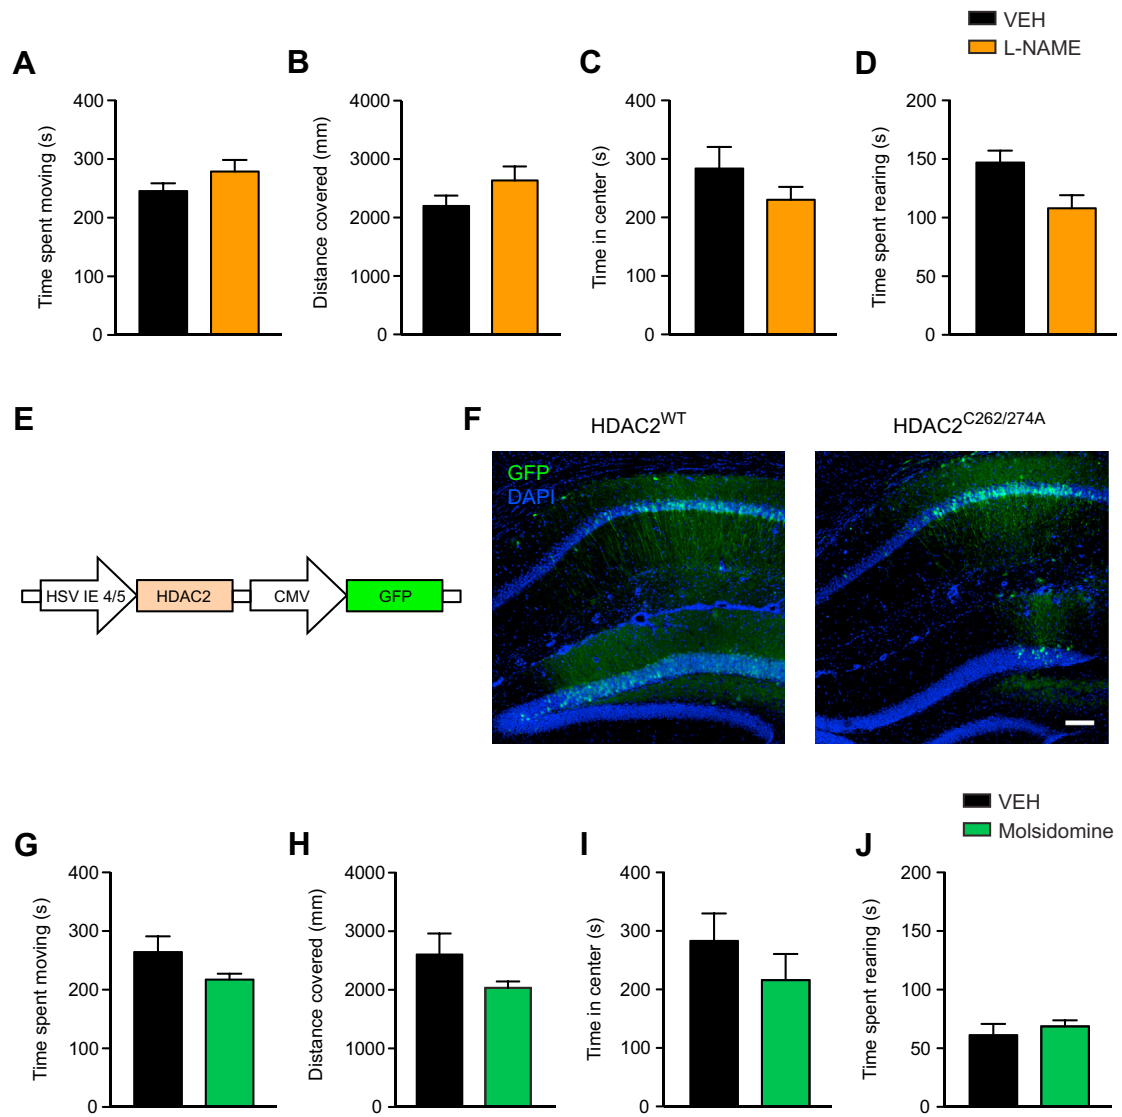 VEH
L-NAME
A
B
C
D
Time spent moving (s)
400
300
200
100
0
Distance covered (mm)
4000
3000
2000
1000
0
Time in center (s)
400
300
200
100
0
Time spent rearing (s)
200
150
100
50
0
E
HSV IE 4/5 HDAC2 CMV GFP
F
HDAC2WT
HDAC2C262/274A
GFP
DAPI
VEH
Molsidomine
G
H
I
J
Time spent moving (s)
400
300
200
100
0
Distance covered (mm)
4000
3000
2000
1000
0
Time in center (s)
400
300
200
100
0
Time spent rearing (s)
200
150
100
50
0